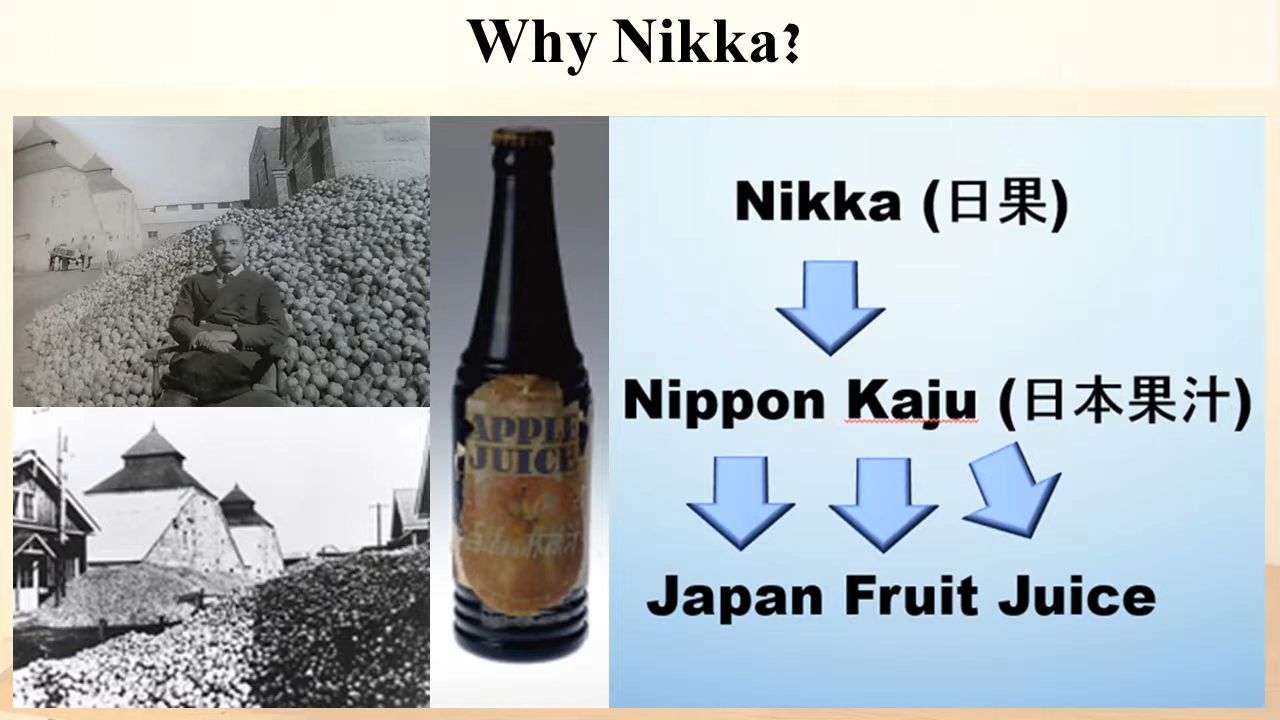 Why Nikka?
APPLE
JUICE
Nikka (日果)
Nippon Kaju (日本果汁)
Japan Fruit Juice